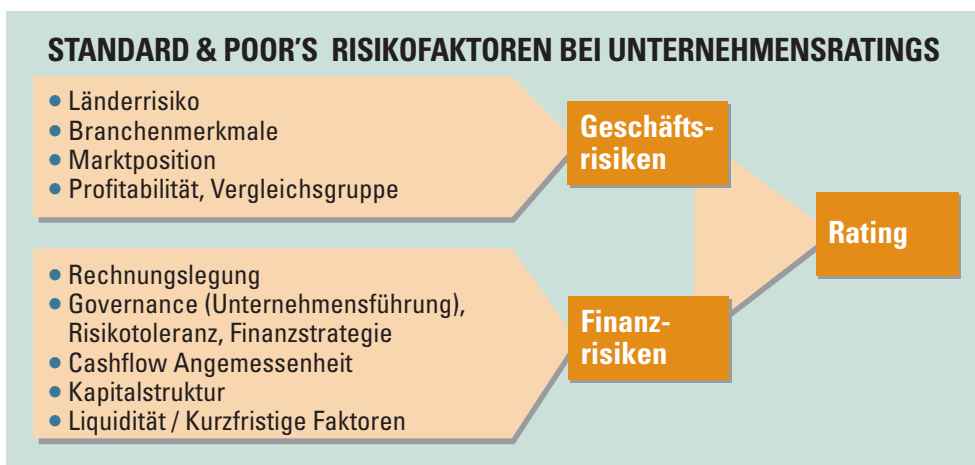 STANDARD & POOR'S RISIKOFAKTOREN BEI UNTERNEHMENSRATINGS
• Länderrisiko
• Branchenmerkmale
• Marktposition
• Profitabilität, Vergleichsgruppe
Geschäfts-
risiken
• Rechnungslegung
• Governance (Unternehmensführung),
Risikotoleranz, Finanzstrategie
• Cashflow Angemessenheit
• Kapitalstruktur
• Liquidität / Kurzfristige Faktoren
Finanz-
risiken
Rating